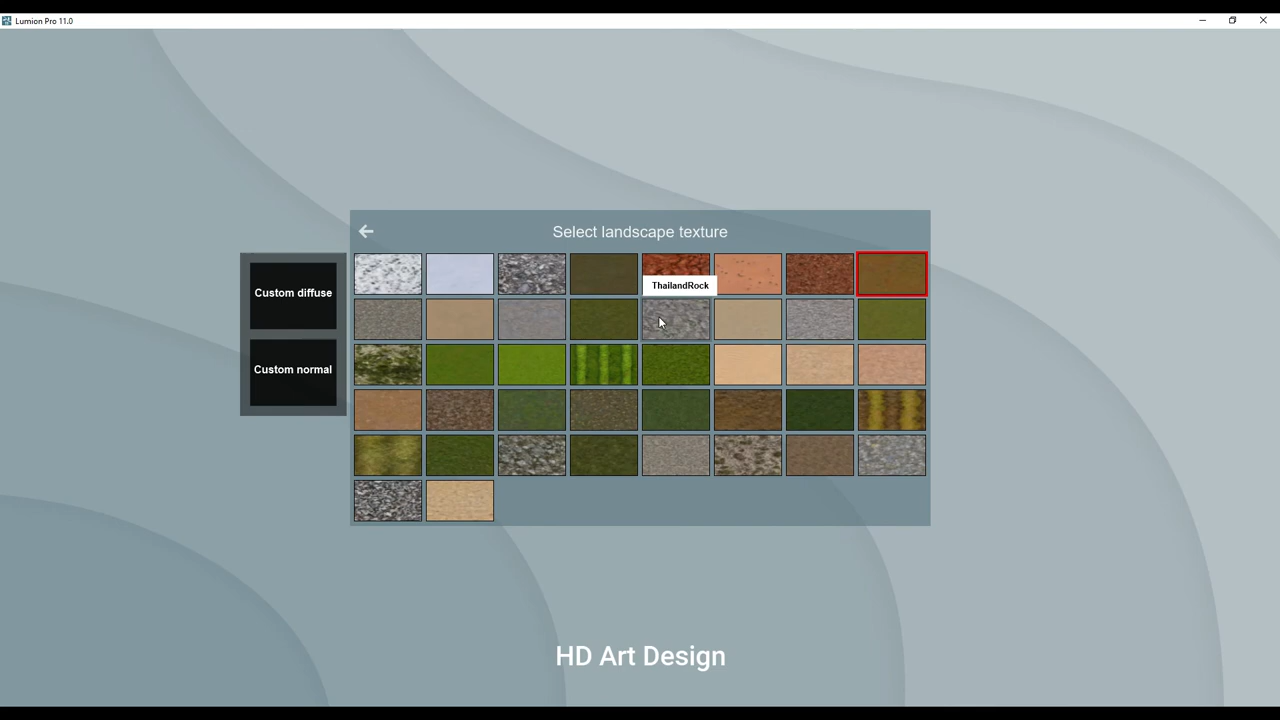 Lumion Pro 11.0
Select landscape texture
Custom diffuse
ThailandRock
Custom normal
HD Art Design